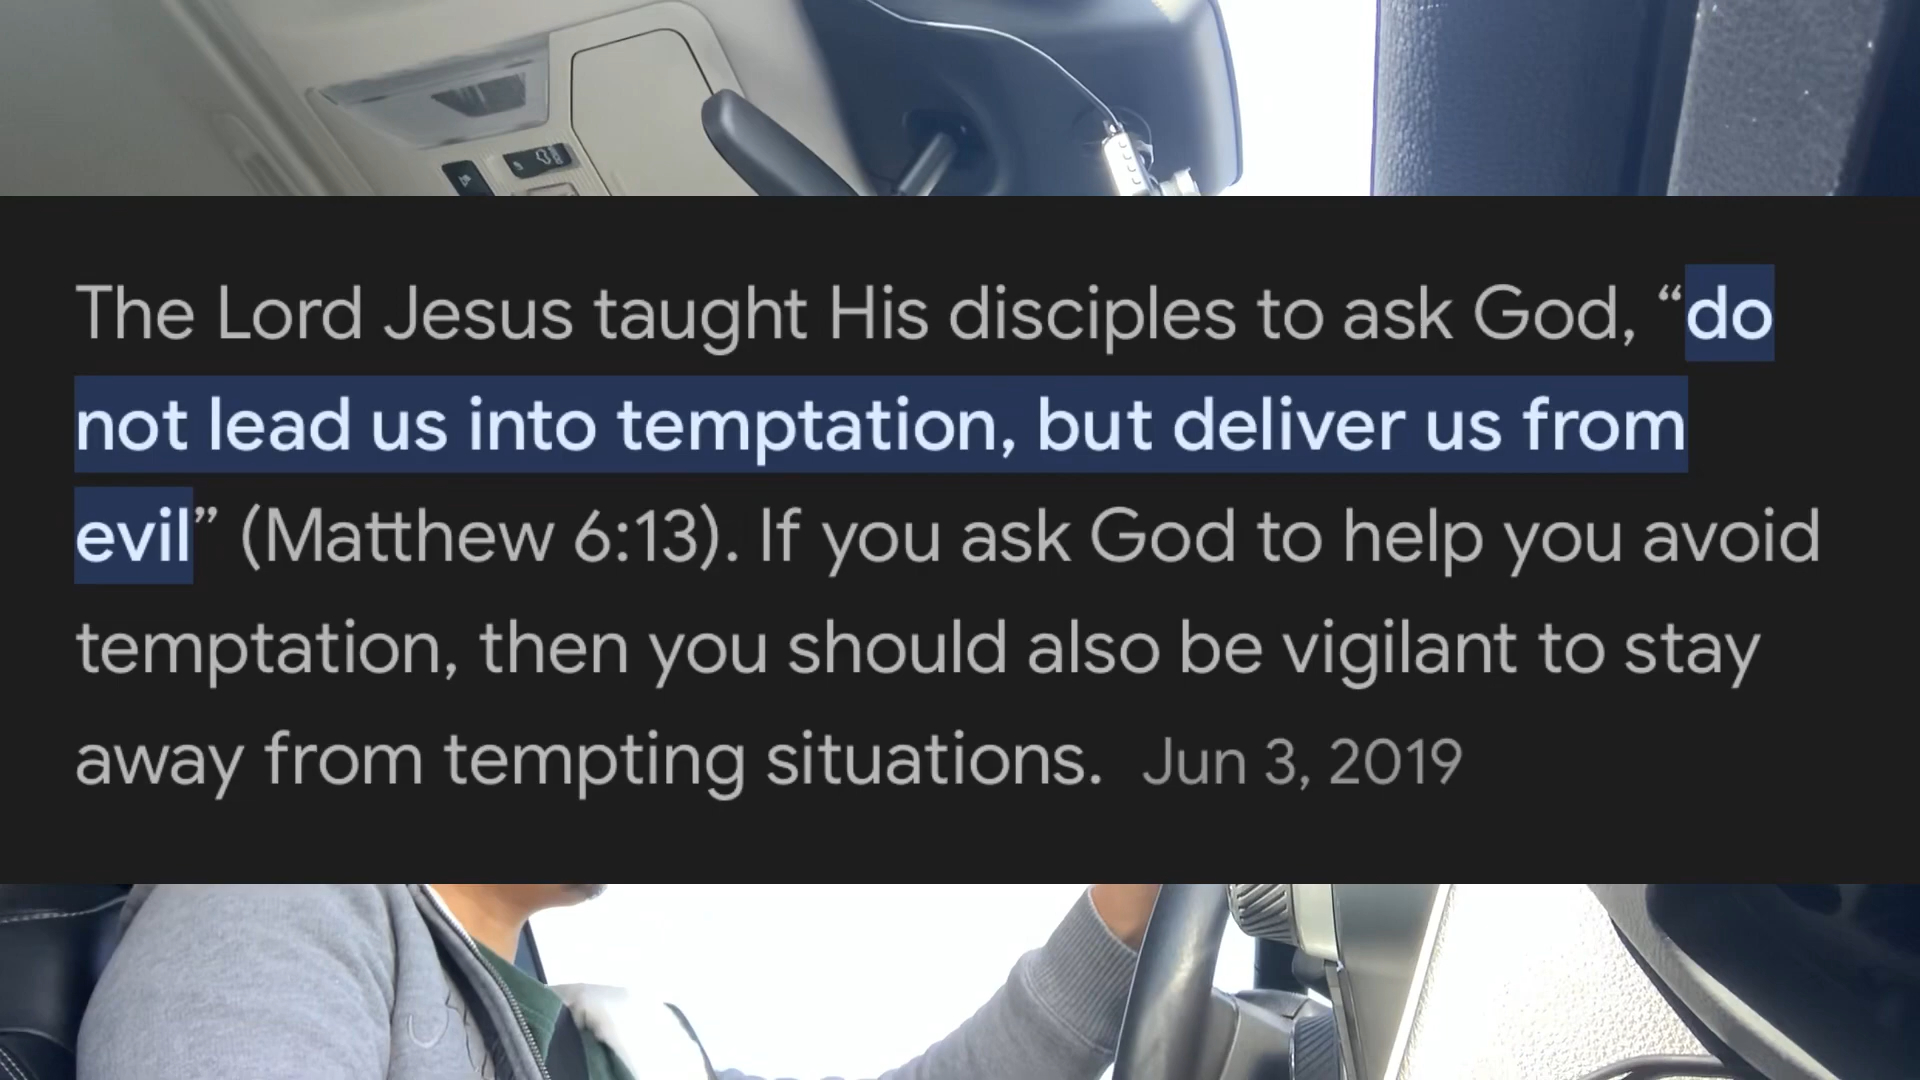 The Lord Jesus taught His disciples to ask God, “do
not lead us into temptation, but deliver us from
evil” (Matthew 6:13). If you ask God to help you avoid
temptation, then you should also be vigilant to stay
away from tempting situations. Jun 3, 2019